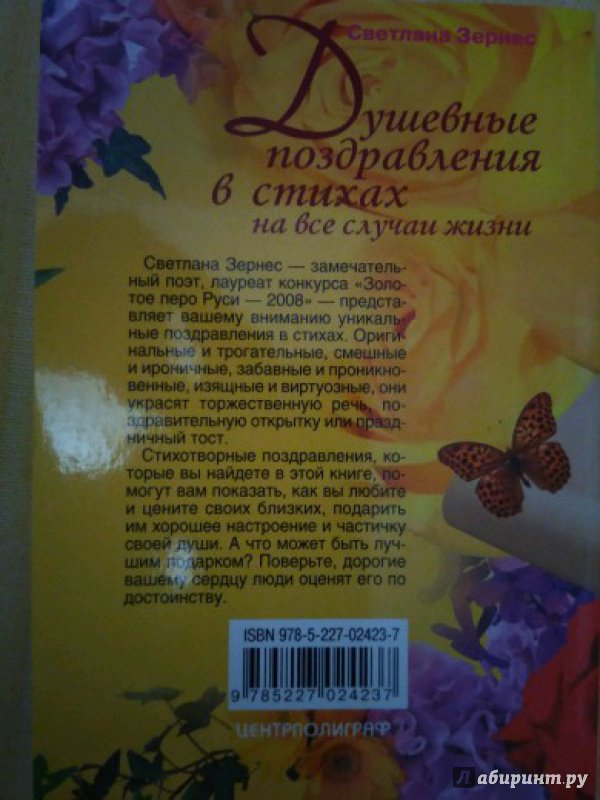 Светлана Зернес
Душевные
поздравления
в стихах
на все случаи жизни
Светлана Зернес — замечатель-
ный поэт, лауреат конкурса «Золо-
тое перо Руси — 2008» — предста-
вляет вашему вниманию уникаль-
ные поздравления в стихах. Ориги-
нальные и трогательные, смешные
и ироничные, забавные и проникно-
венные, изящные и виртуозные, они
украсят торжественную речь, по-
здравительную открытку или празд-
ничный тост.
Стихотворные поздравления, ко-
торые вы найдете в этой книге, по-
могут вам показать, как вы любите
и цените своих близких, подарить
им хорошее настроение и частичку
своей души. А что может быть луч-
шим подарком? Поверьте, дорогие
вашему сердцу люди оценят его по
достоинству.
ISBN 978-5-227-02423-7
9 785227 024237
ЦЕНТРПОЛИГРАФ
Лабиринт.ру